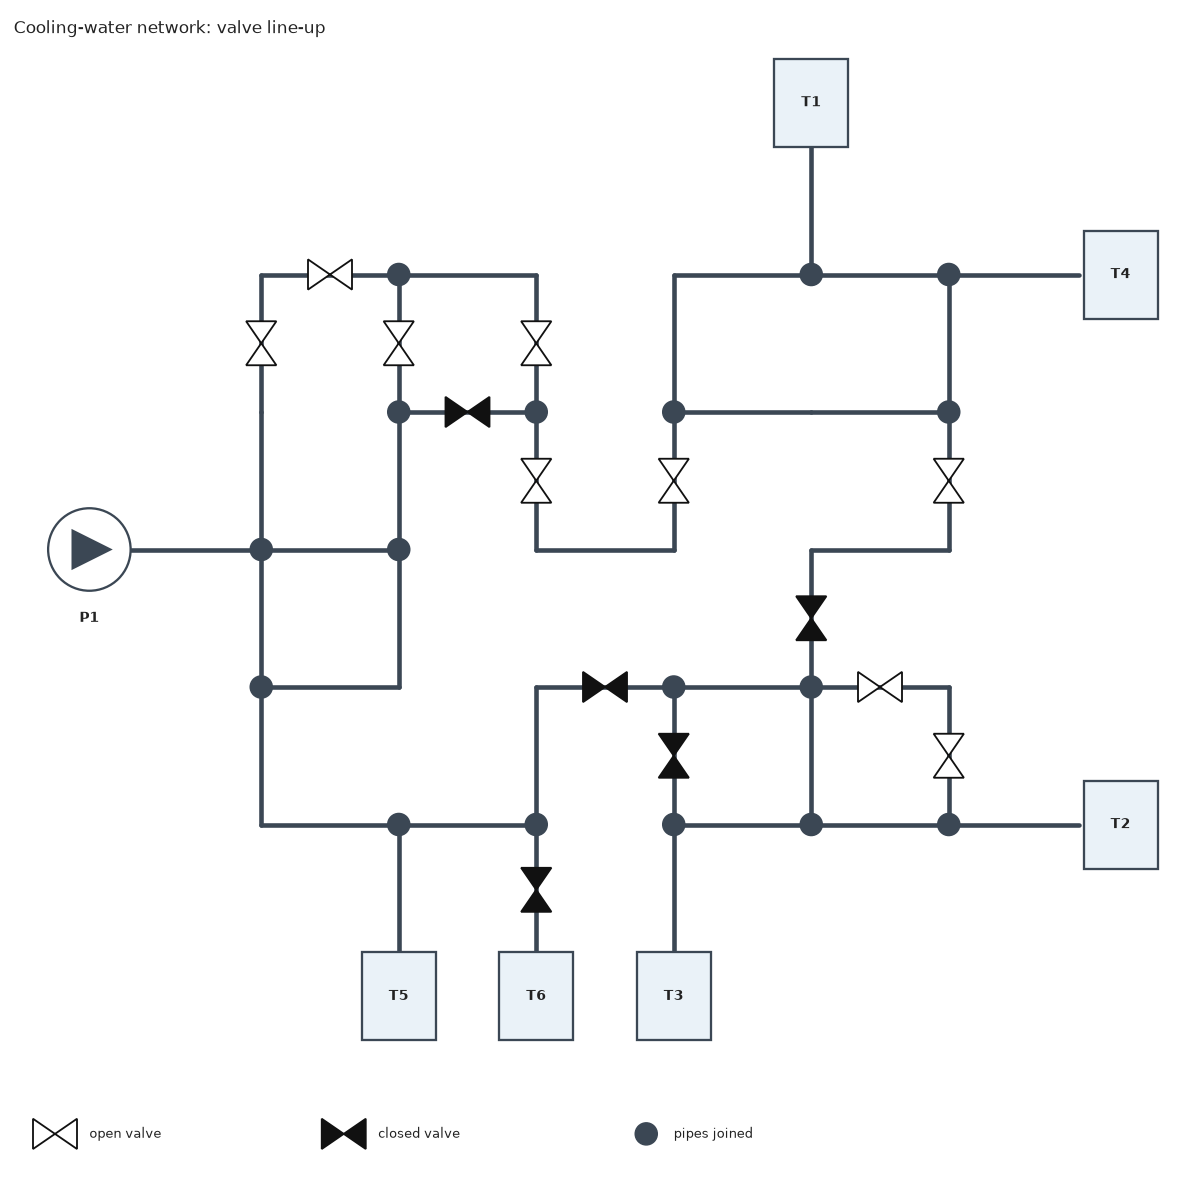 Cooling-water network: valve line-up
T1
T4
P1
T2
T5
T6
T3
open valve
closed valve
pipes joined